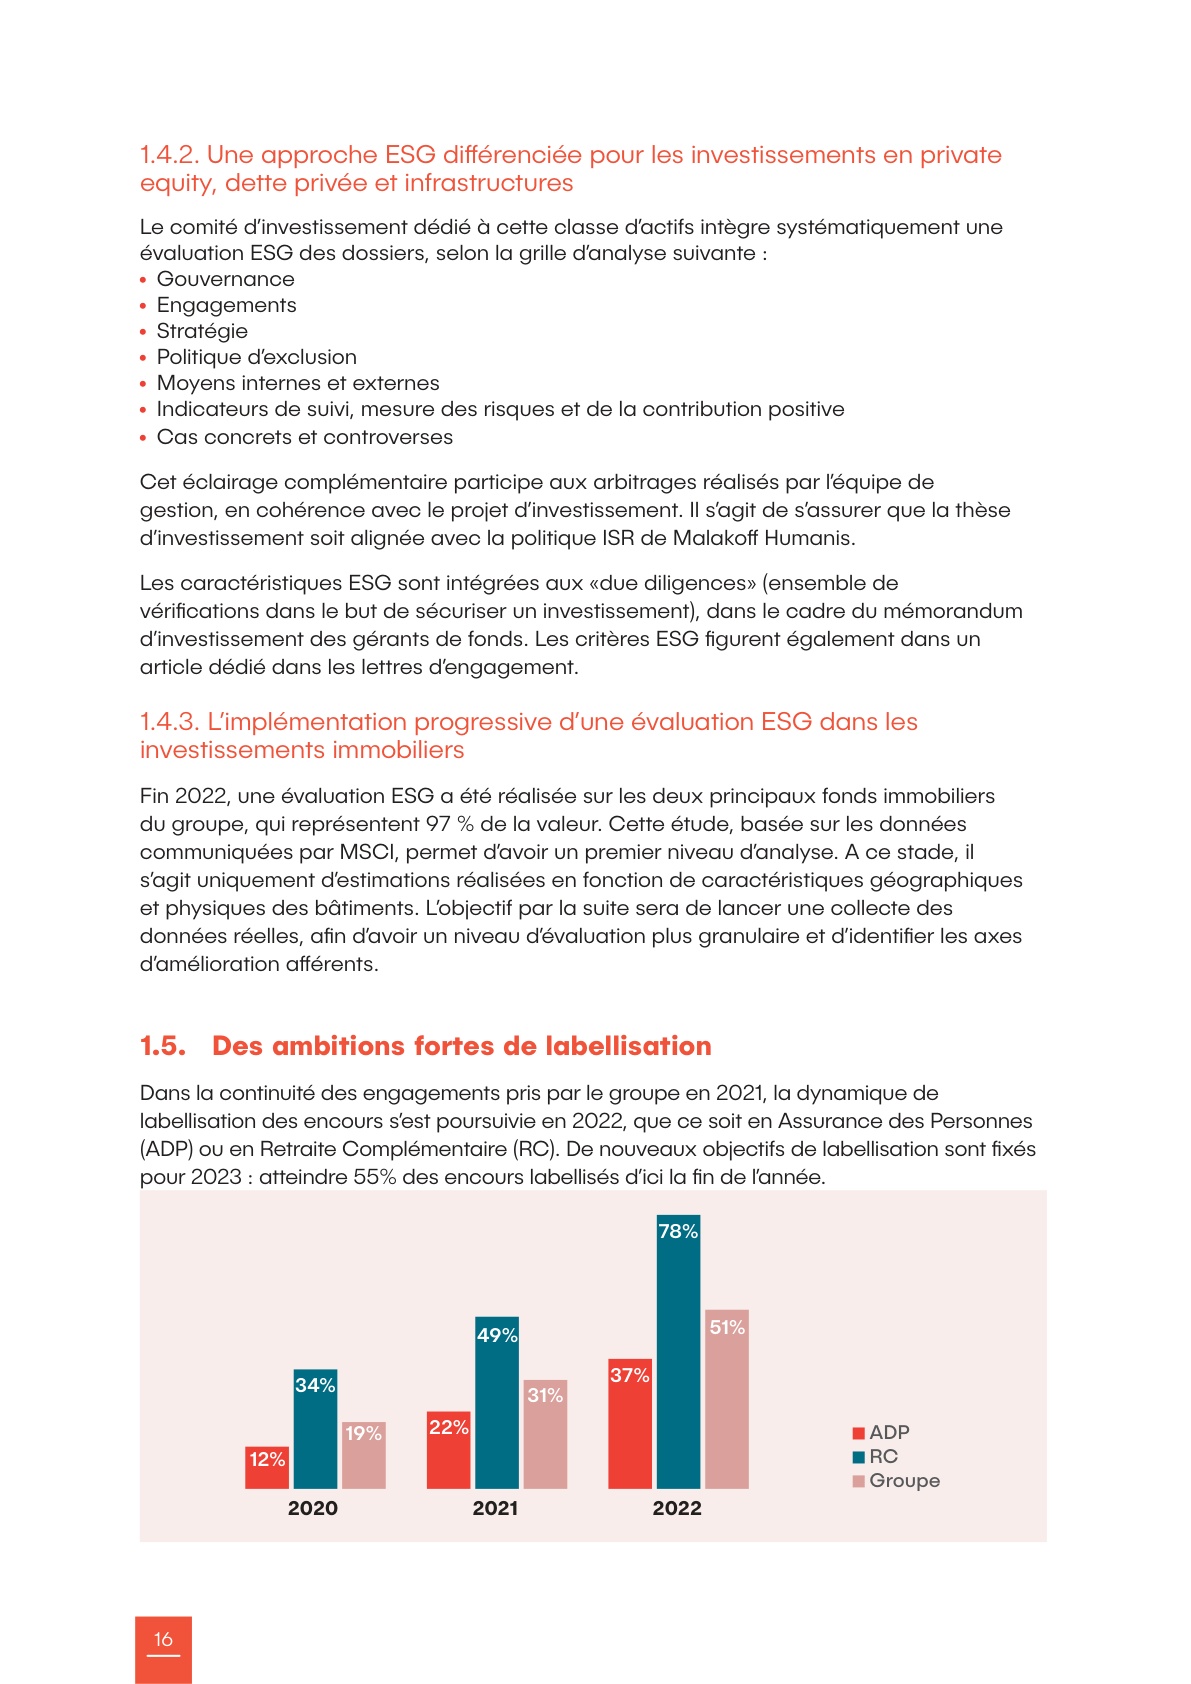 1.4.2. Une approche ESG différenciée pour les investissements en private
equity, dette privée et infrastructures
Le comité d’investissement dédié à cette classe d’actifs intègre systématiquement une
évaluation ESG des dossiers, selon la grille d’analyse suivante :
• Gouvernance
• Engagements
• Stratégie
• Politique d’exclusion
• Moyens internes et externes
• Indicateurs de suivi, mesure des risques et de la contribution positive
• Cas concrets et controverses
Cet éclairage complémentaire participe aux arbitrages réalisés par l’équipe de
gestion, en cohérence avec le projet d’investissement. Il s’agit de s’assurer que la thèse
d’investissement soit alignée avec la politique ISR de Malakoff Humanis.
Les caractéristiques ESG sont intégrées aux «due diligences» (ensemble de
vérifications dans le but de sécuriser un investissement), dans le cadre du mémorandum
d’investissement des gérants de fonds. Les critères ESG figurent également dans un
article dédié dans les lettres d’engagement.
1.4.3. L’implémentation progressive d’une évaluation ESG dans les
investissements immobiliers
Fin 2022, une évaluation ESG a été réalisée sur les deux principaux fonds immobiliers
du groupe, qui représentent 97 % de la valeur. Cette étude, basée sur les données
communiquées par MSCI, permet d’avoir un premier niveau d’analyse. A ce stade, il
s’agit uniquement d’estimations réalisées en fonction de caractéristiques géographiques
et physiques des bâtiments. L’objectif par la suite sera de lancer une collecte des
données réelles, afin d’avoir un niveau d’évaluation plus granulaire et d’identifier les axes
d’amélioration afférents.
1.5. Des ambitions fortes de labellisation
Dans la continuité des engagements pris par le groupe en 2021, la dynamique de
labellisation des encours s’est poursuivie en 2022, que ce soit en Assurance des Personnes
(ADP) ou en Retraite Complémentaire (RC). De nouveaux objectifs de labellisation sont fixés
pour 2023 : atteindre 55% des encours labellisés d’ici la fin de l’année.
12% 34% 19% 22% 49% 31% 37% 78% 51%
2020 2021 2022
ADP
RC
Groupe
16